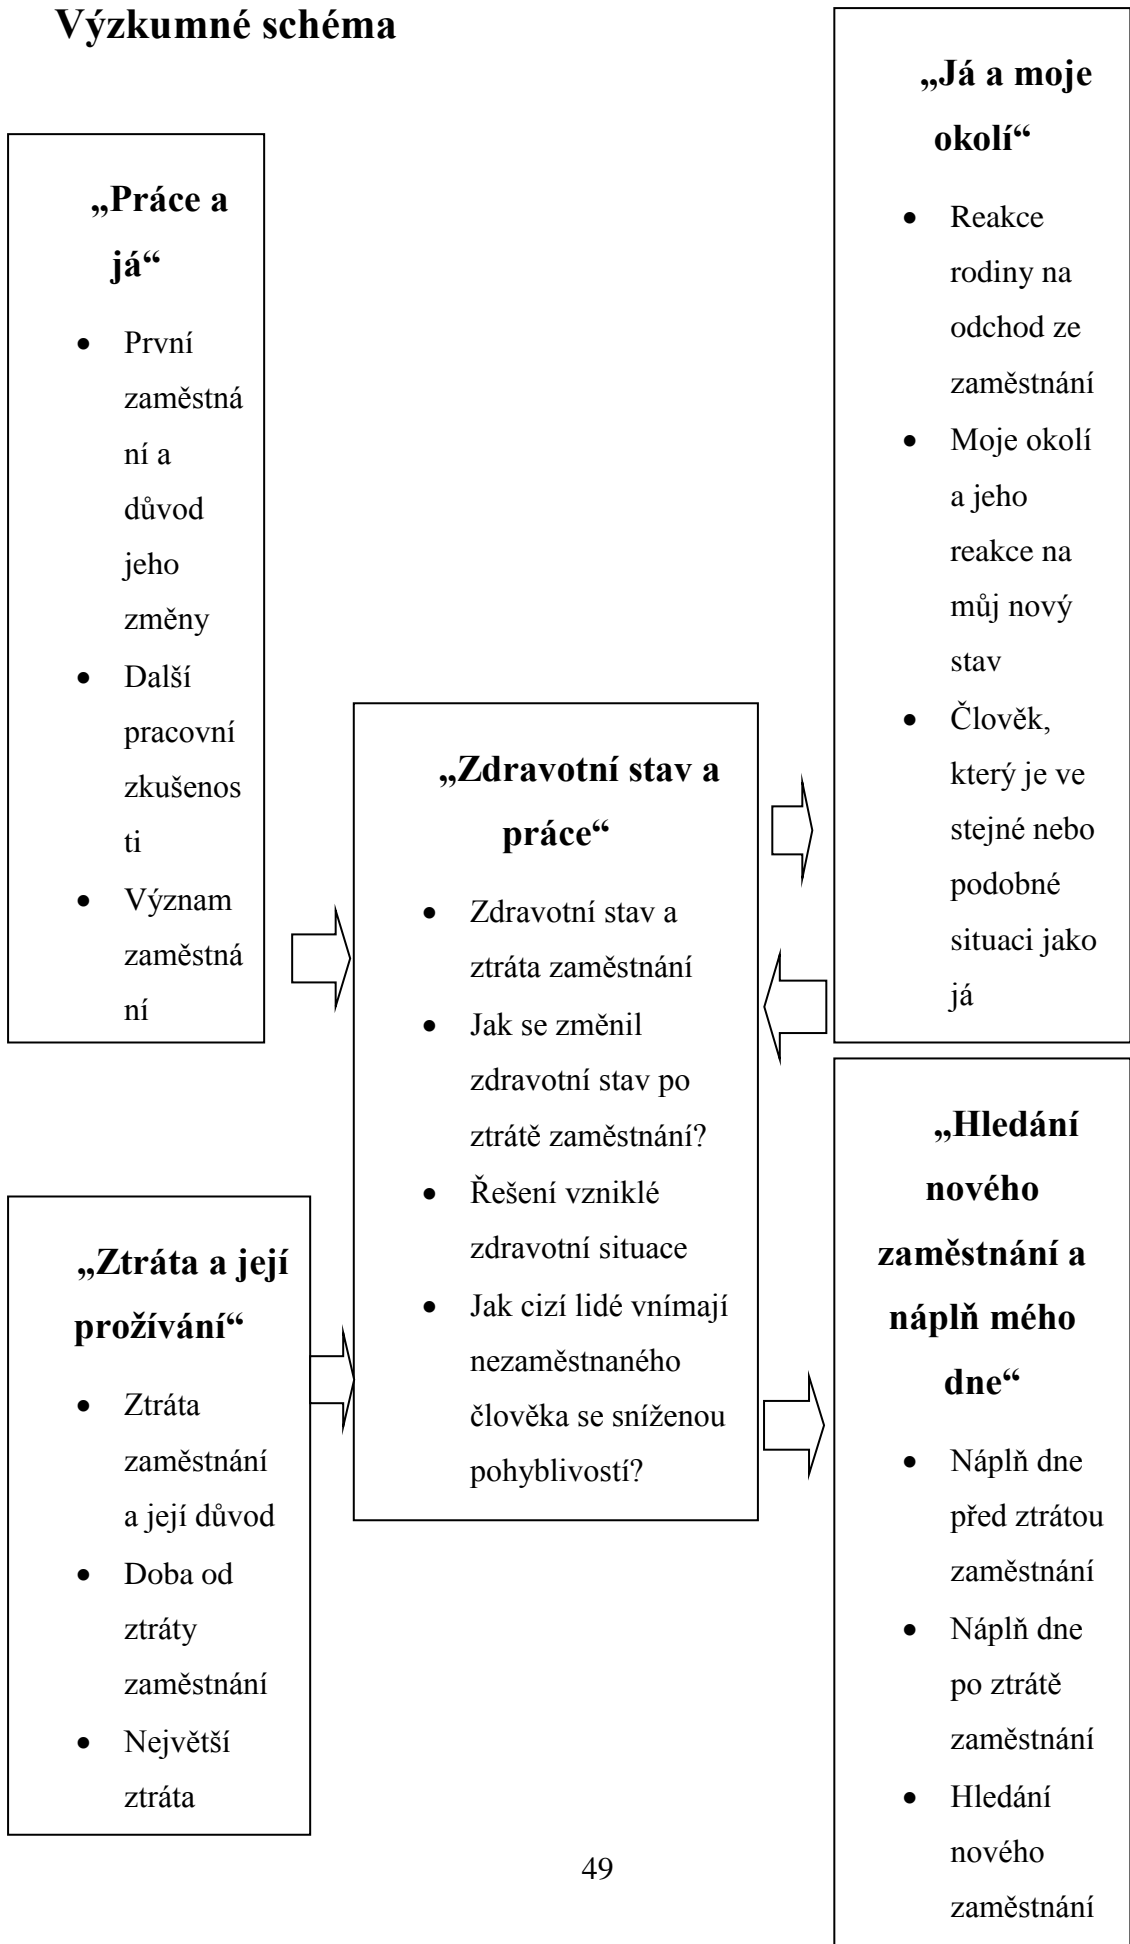 Výzkumné schéma
„Práce a
já“
• První
zaměstná
ní a
důvod
jeho
změny
• Další
pracovní
zkušenos
ti
• Význam
zaměstná
ní
„Ztráta a její
prožívání“
• Ztráta
zaměstnání
a její důvod
• Doba od
ztráty
zaměstnání
• Největší
ztráta
„Zdravotní stav a
práce“
• Zdravotní stav a
ztráta zaměstnání
• Jak se změnil
zdravotní stav po
ztrátě zaměstnání?
• Řešení vzniklé
zdravotní situace
• Jak cizí lidé vnímají
nezaměstnaného
člověka se sníženou
pohyblivostí?
„Já a moje
okolí“
• Reakce
rodiny na
odchod ze
zaměstnání
• Moje okolí
a jeho
reakce na
můj nový
stav
• Člověk,
který je ve
stejné nebo
podobné
situaci jako
já
„Hledání
nového
zaměstnání a
náplň mého
dne“
• Náplň dne
před ztrátou
zaměstnání
• Náplň dne
po ztrátě
zaměstnání
• Hledání
nového
zaměstnání
49